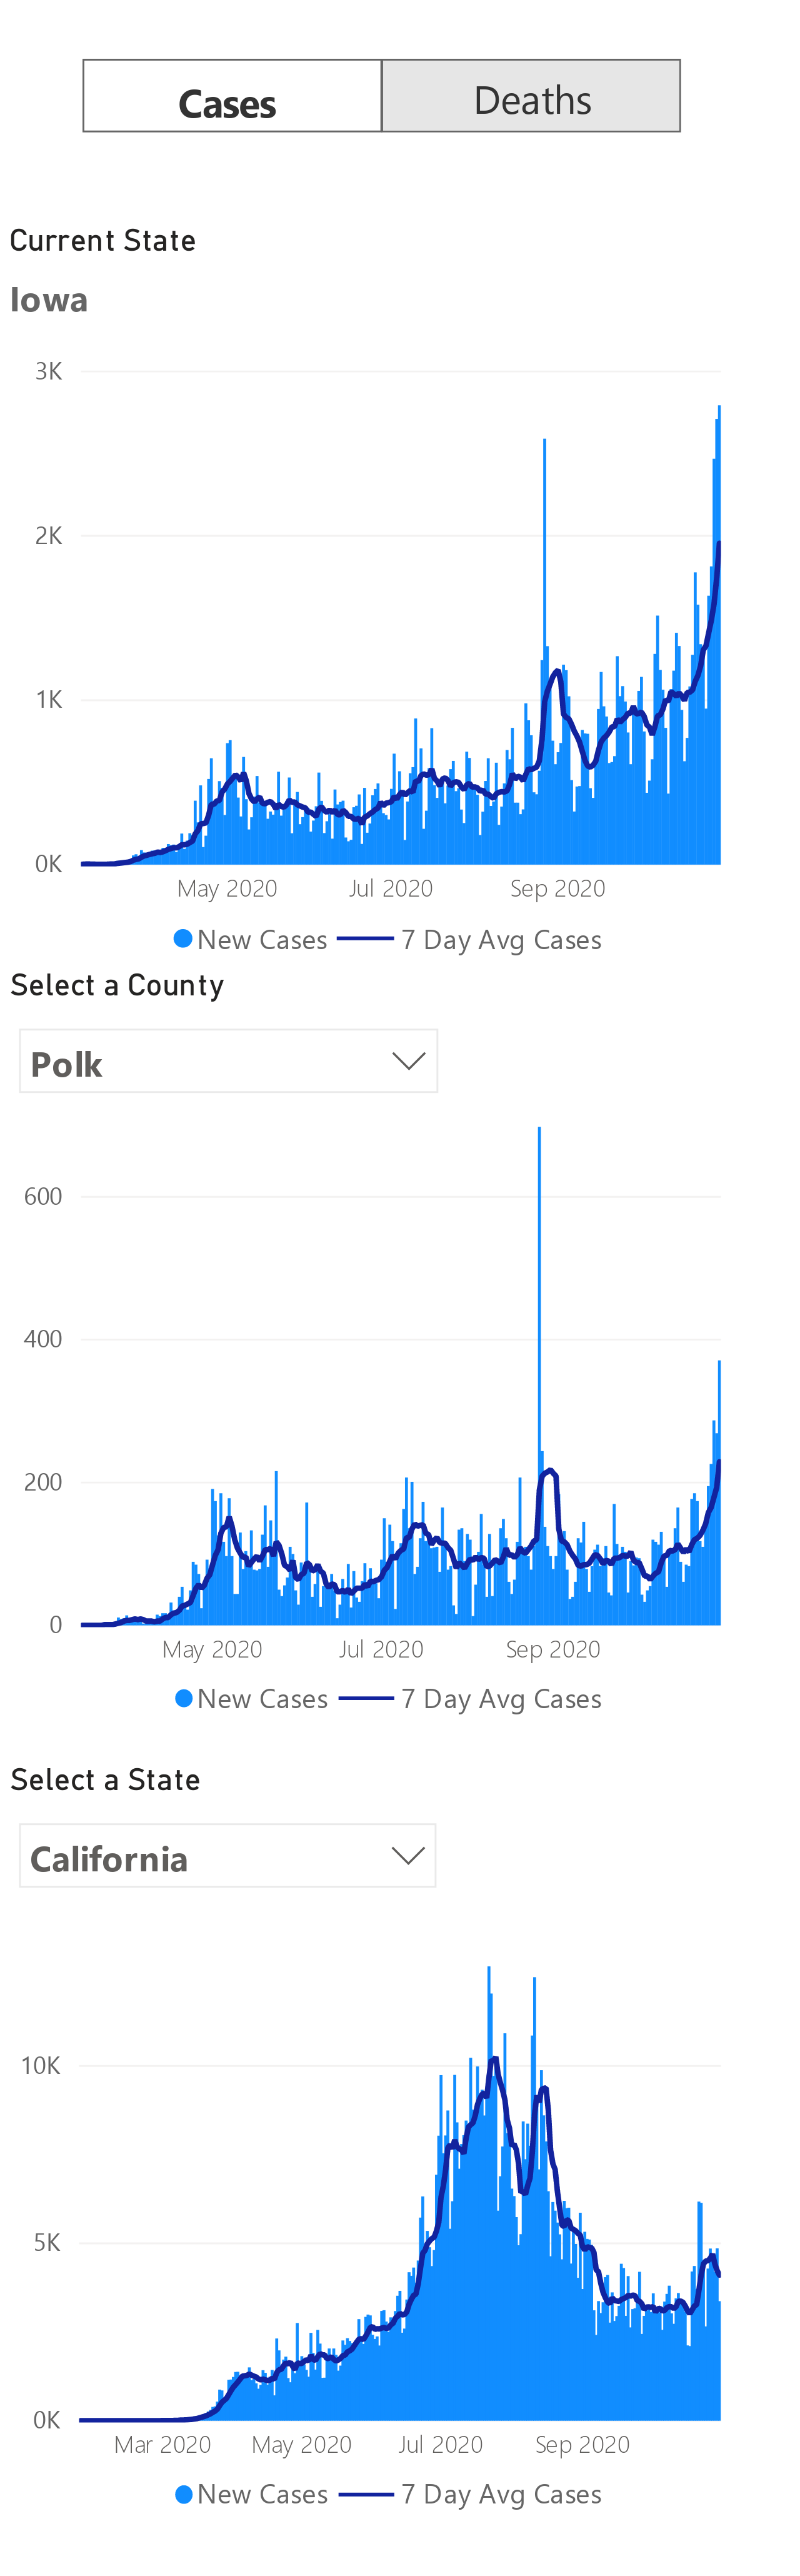 Cases Deaths
Current State
Iowa
3K
2K
1K
0K
May 2020 Jul 2020 Sep 2020
New Cases 7 Day Avg Cases
Select a County
Polk
600
400
200
0
May 2020 Jul 2020 Sep 2020
New Cases 7 Day Avg Cases
Select a State
California
10K
5K
0K
Mar 2020 May 2020 Jul 2020 Sep 2020
New Cases 7 Day Avg Cases